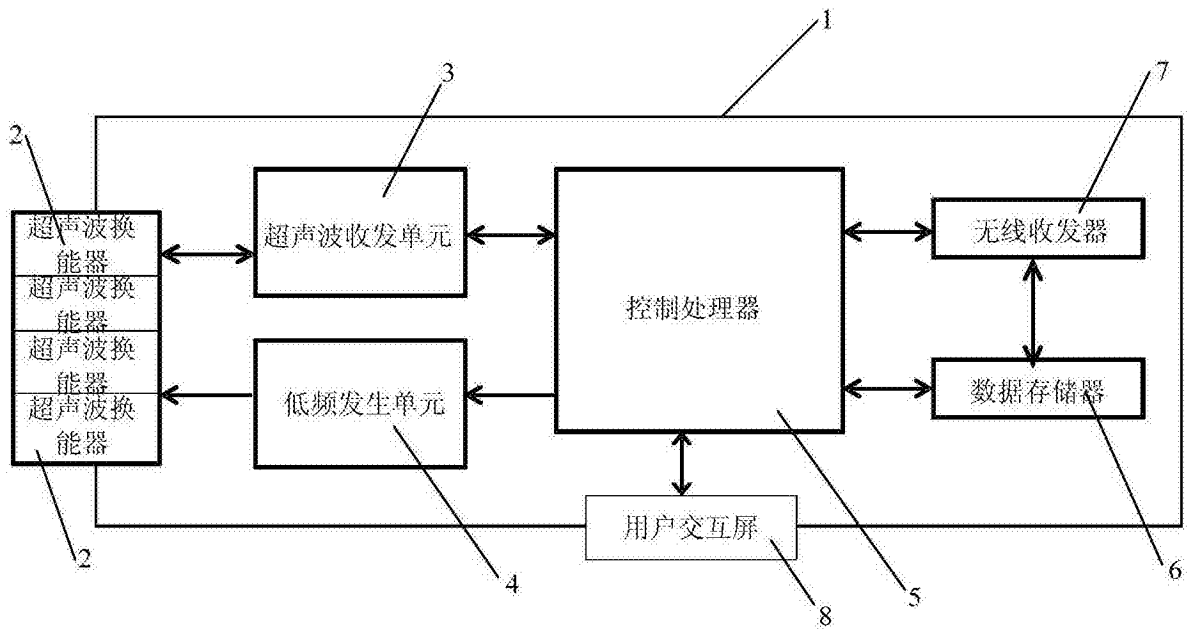 1
3
7
2
超声波换
能器
超声波换
能器
超声波换
能器
超声波换
能器
超声波收发单元
低频发生单元
控制处理器
无线收发器
数据存储器
用户交互屏
2
4
8
5
6